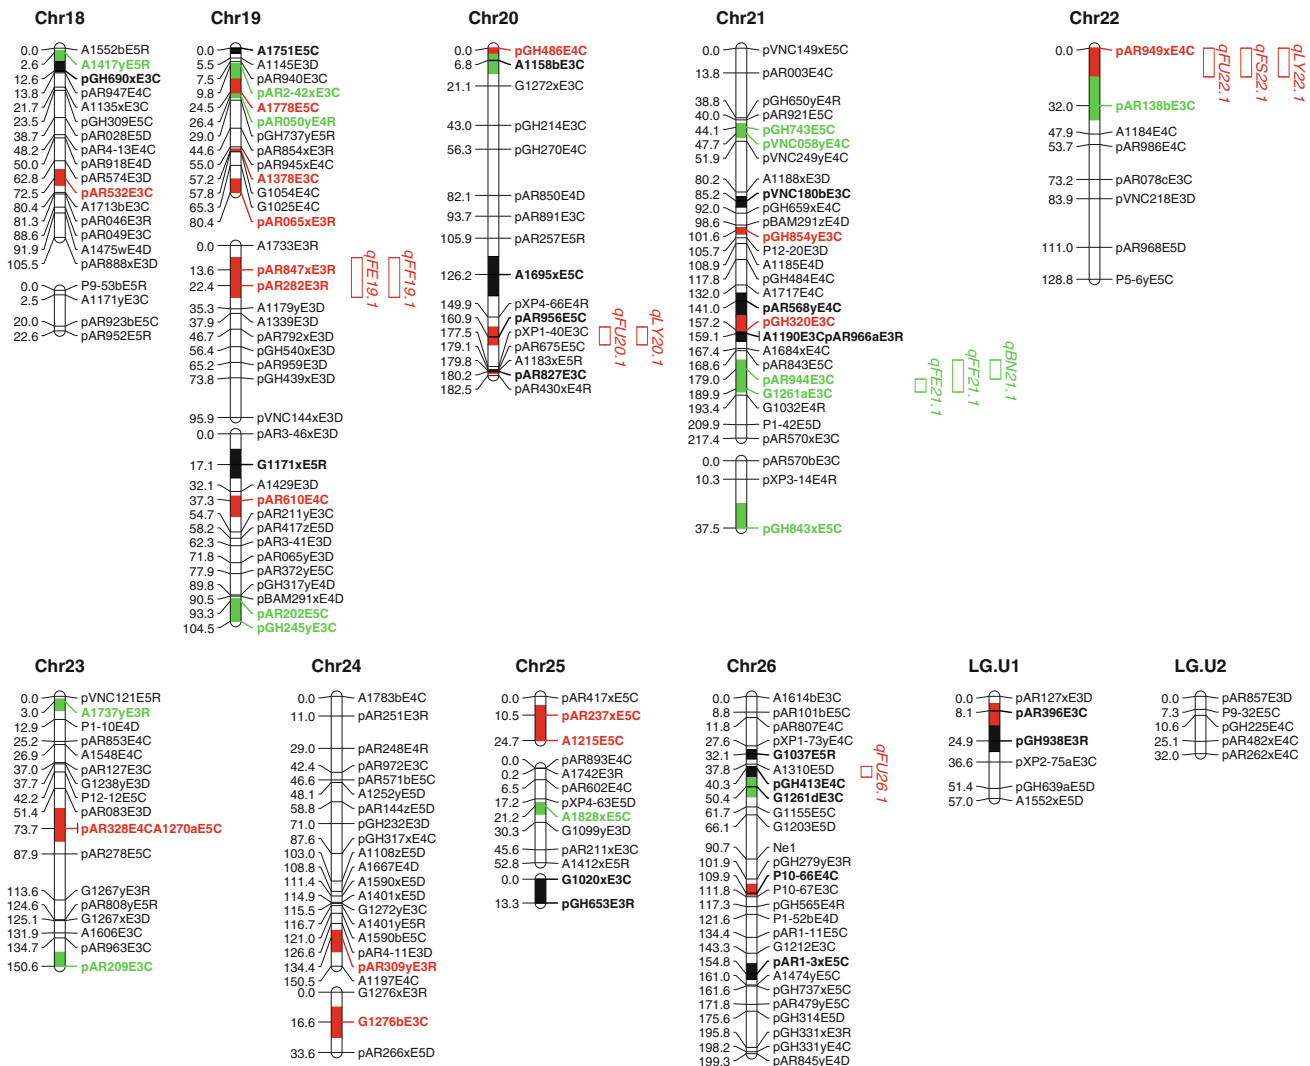 Chr18
0.0 A1552bE5R
2.6 A1417yE5R
12.6 pGH690xE3C
13.8 pAR947E4C
21.7 A1135xE3C
23.5 pGH309E5C
38.7 pAR028E5D
48.2 pAR4-13E4C
50.0 pAR918E4D
62.8 pAR574E3D
72.5 pAR532E3C
80.4 A1713bE3C
81.3 pAR046E3R
88.6 pAR049E3C
91.9 A1475wE4D
105.5 pAR888xE3D
0.0 P9-53bE5R
2.5 A1171yE3C
20.0 pAR923bE5C
22.6 pAR952E5R
Chr19
0.0 A1751E5C
5.5 A1145E3D
7.5 pAR940E3C
9.8 pAR2-42xE3C
24.5 A1778E5C
26.4 pAR050yE4R
29.0 pGH737yE5R
44.6 pAR854xE3R
55.0 pAR945xE4C
57.2 A1378E3C
57.8 G1054E4C
65.3 G1025E4C
80.4 pAR065xE3R
0.0 A1733E3R
13.6 pAR847xE3R
22.4 pAR282E3R
35.3 A1179yE3D
37.9 A1339E3D
46.7 pAR792xE3D
56.4 pGH540xE3D
65.2 pAR959E3D
73.8 pGH439xE3D
95.9 pVNC144xE3D
qFE19.1
qFF19.1
0.0 pAR3-46xE3D
17.1 G1171xE5R
32.1 A1429E3D
37.3 pAR610E4C
54.7 pAR211yE3C
58.2 pAR417zE5D
62.3 pAR3-41E3D
71.8 pAR065yE3D
77.9 pAR372yE5C
89.8 pGH317yE4D
90.5 pBAM291xE4D
93.3 pAR202E5C
104.5 pGH245yE3C
Chr20
0.0 pGH486E4C
6.8 A1158bE3C
21.1 G1272xE3C
43.0 pGH214E3C
56.3 pGH270E4C
82.1 pAR850E4D
93.7 pAR891E3C
105.9 pAR257E5R
126.2 A1695xE5C
149.9 pXP4-66E4R
160.9 pAR956E5C
177.5 pXP1-40E3C
179.1 pAR675E5C
179.8 A1183xE5R
180.2 pAR827E3C
182.5 pAR430xE4R
qFU20.1
qLY20.1
Chr21
0.0 pVNC149xE5C
13.8 pAR003E4C
38.8 pGH650yE4R
40.0 pAR921E5C
44.1 pGH743E5C
47.7 pVNC058yE4C
51.9 pVNC249yE4C
80.2 A1188xE3D
85.2 pVNC180bE3C
92.0 pGH659xE4C
98.6 pBAM291zE4D
101.6 pGH854yE3C
105.7 P12-20E3D
108.9 A1185E4D
117.8 pGH484E4C
132.0 A1717E4C
141.0 pAR568yE4C
157.2 pGH320E3C
159.1 A1190E3CpAR966aE3R
167.4 A1684xE4C
168.6 pAR843E5C
179.0 pAR944E3C
189.9 G1261aE3C
193.4 G1032E4R
209.9 P1-42E5D
217.4 pAR570xE3C
qFE21.1
qFF21.1
qBN21.1
0.0 pAR570bE3C
10.3 pXP3-14E4R
37.5 pGH843xE5C
Chr22
0.0 pAR949xE4C
32.0 pAR138bE3C
47.9 A1184E4C
53.7 pAR986E4C
73.2 pAR078cE3C
83.9 pVNC218E3D
111.0 pAR968E5D
128.8 P5-6yE5C
qFU22.1
qFS22.1
qLY22.1
Chr23
0.0 pVNC121E5R
3.0 A1737yE3R
12.9 P1-10E4D
25.2 pAR853E4C
26.9 A1548E4C
37.0 pAR127E3C
37.7 G1238yE3D
42.2 P12-12E5C
51.4 pAR083E3D
73.7 pAR328E4CA1270aE5C
87.9 pAR278E5C
113.6 G1267yE3R
124.6 pAR808yE5R
125.1 G1267xE3D
131.9 A1606E3C
134.7 pAR963E3C
150.6 pAR209E3C
Chr24
0.0 A1783bE4C
11.0 pAR251E3R
29.0 pAR248E4R
42.4 pAR972E3C
46.6 pAR571bE5C
48.1 A1252yE5D
58.8 pAR144zE5D
71.0 pGH232E3D
87.6 pGH317xE4C
103.0 A1108zE5D
108.8 A1667E4D
111.4 A1590xE5D
114.9 A1401xE5D
115.5 G1272yE3C
116.7 A1401yE5R
121.0 A1590bE5C
126.6 pAR4-11E3D
134.4 pAR309yE3R
150.5 A1197E4C
0.0 G1276xE3R
16.6 G1276bE3C
33.6 pAR266xE5D
Chr25
0.0 pAR417xE5C
10.5 pAR237xE5C
24.7 A1215E5C
0.0 pAR893E4C
0.2 A1742E3R
6.5 pAR602E4C
17.2 pXP4-63E5D
21.2 A1828xE5C
30.3 G1099yE3D
45.6 pAR211xE3C
52.8 A1412xE5R
0.0 G1020xE3C
13.3 pGH653E3R
Chr26
0.0 A1614bE3C
8.8 pAR101bE5C
11.8 pAR807E4C
27.6 pXP1-73yE4C
32.1 G1037E5R
37.8 A1310E5D
40.3 pGH413E4C
50.4 G1261dE3C
61.7 G1155E5C
66.1 G1203E5D
90.7 Ne1
101.9 pGH279yE3R
109.9 P10-66E4C
111.8 P10-67E3C
117.3 pGH565E4R
121.6 P1-52bE4D
134.4 pAR1-11E5C
143.3 G1212E3C
154.8 pAR1-3xE5C
161.0 A1474yE5C
161.6 pGH737xE5C
171.8 pAR479yE5C
175.6 pGH314E5D
195.8 pGH331xE3R
198.2 pGH331yE4C
199.3 pAR845yE4D
qFU26.1
LG.U1
0.0 pAR127xE3D
8.1 pAR396E3C
24.9 pGH938E3R
36.6 pXP2-75aE3C
51.4 pGH639aE5D
57.0 A1552xE5D
LG.U2
0.0 pAR857E3D
7.3 P9-32E5C
10.6 pGH225E4C
25.1 pAR482xE4C
32.0 pAR262xE4C